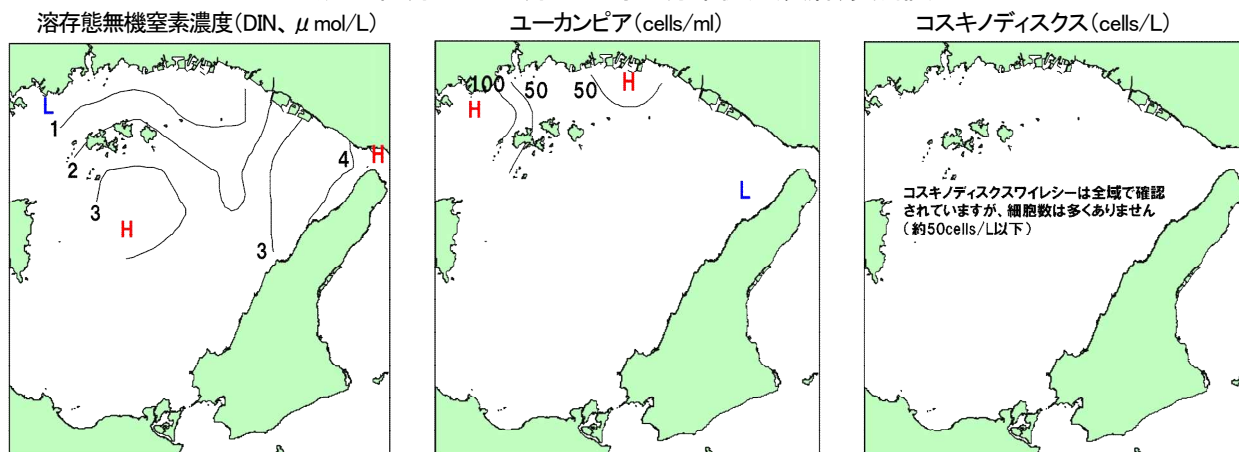 溶存態無機窒素濃度(DIN、μmol/L)
ユーカンピア(cells/ml)
コスキノディスクス(cells/L)
L
1
2
3
H
3
4
H
100
50
50
H
H
L
コスキノディスクスワイレシーは全域で確認
されていますが、細胞数は多くありません
(約50cells/L以下)